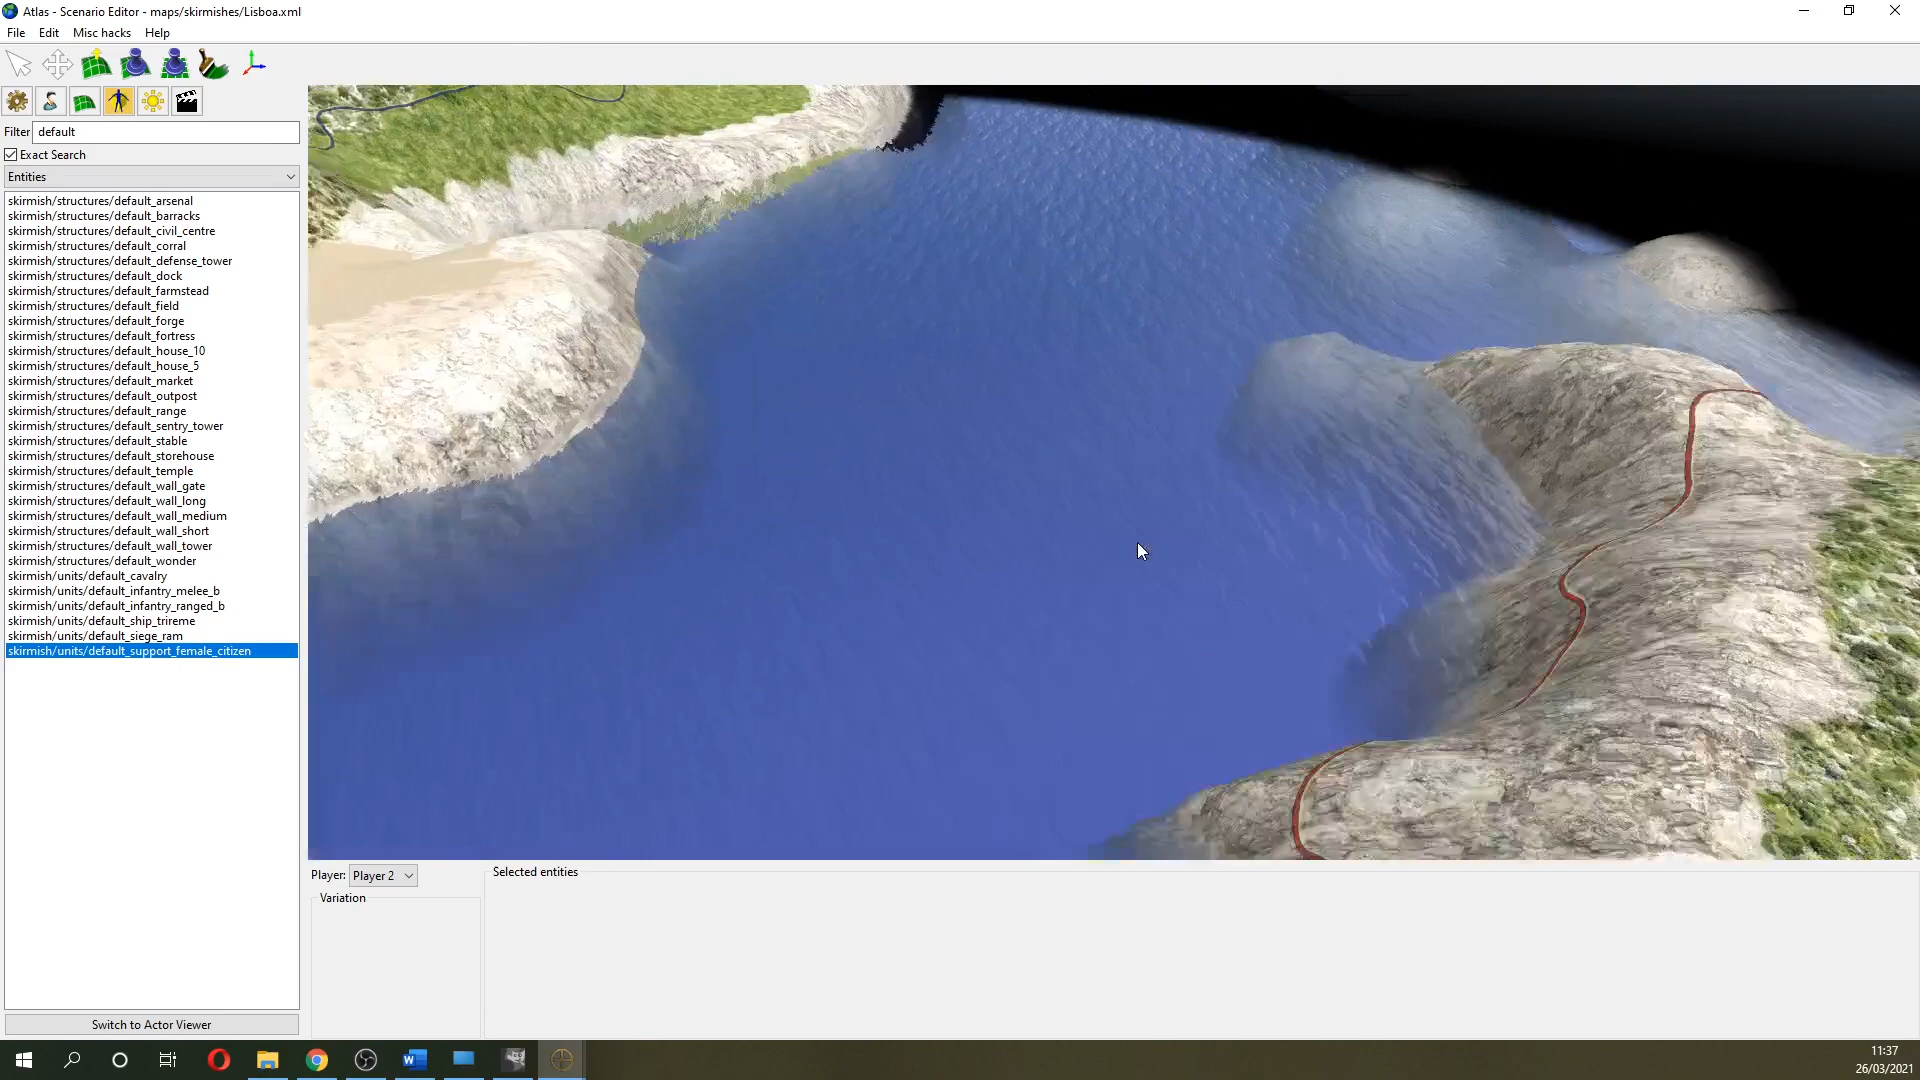 Atlas - Scenario Editor - maps/skirmishes/Lisboa.xml
File Edit Misc hacks Help
Filter default
Exact Search
Entities
skirmish/structures/default_arsenal
skirmish/structures/default_barracks
skirmish/structures/default_civil_centre
skirmish/structures/default_corral
skirmish/structures/default_defense_tower
skirmish/structures/default_dock
skirmish/structures/default_farmstead
skirmish/structures/default_field
skirmish/structures/default_forge
skirmish/structures/default_fortress
skirmish/structures/default_house_10
skirmish/structures/default_house_5
skirmish/structures/default_market
skirmish/structures/default_outpost
skirmish/structures/default_range
skirmish/structures/default_sentry_tower
skirmish/structures/default_stable
skirmish/structures/default_storehouse
skirmish/structures/default_temple
skirmish/structures/default_wall_gate
skirmish/structures/default_wall_long
skirmish/structures/default_wall_medium
skirmish/structures/default_wall_short
skirmish/structures/default_wall_tower
skirmish/structures/default_wonder
skirmish/units/default_cavalry
skirmish/units/default_infantry_melee_b
skirmish/units/default_infantry_ranged_b
skirmish/units/default_ship_trireme
skirmish/units/default_siege_ram
skirmish/units/default_support_female_citizen
Switch to Actor Viewer
Player: Player 2
Variation
Selected entities
W
11:37
26/03/2021